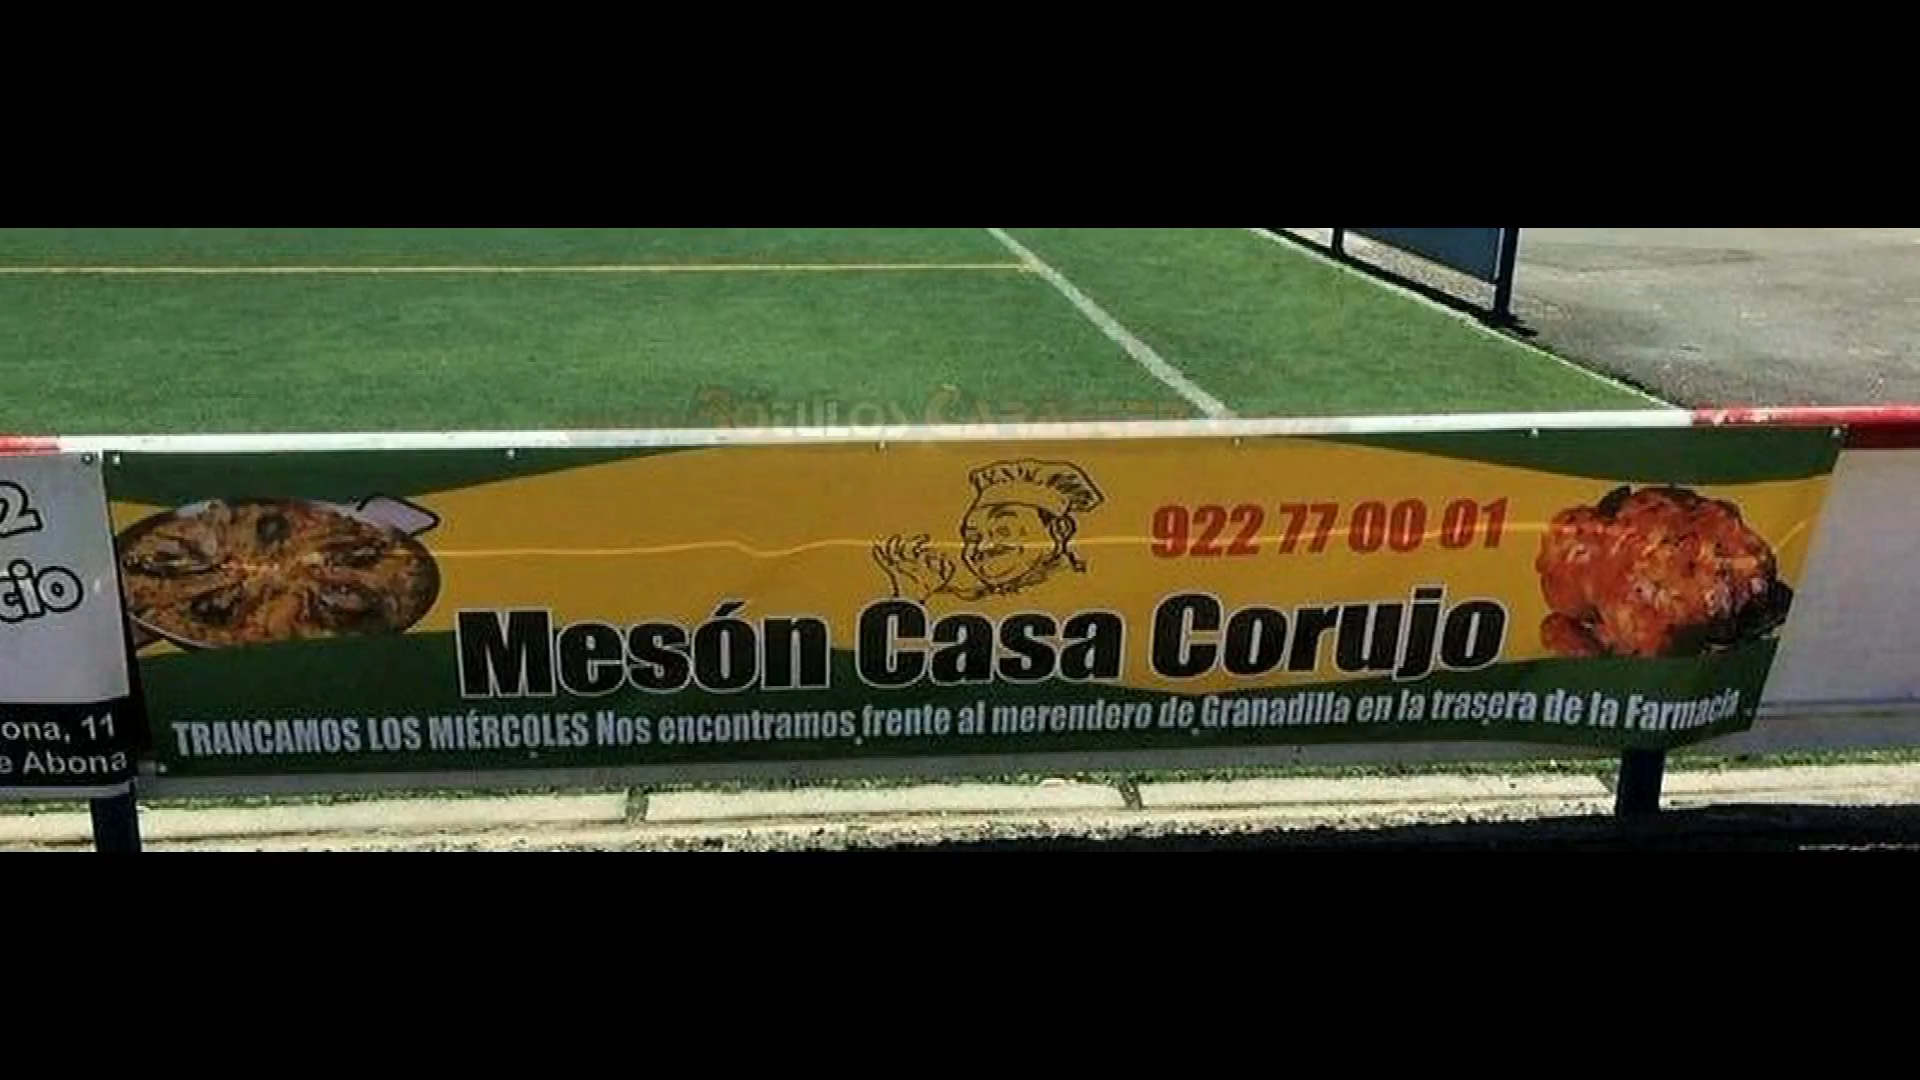 922 77 00 01
Mesón Casa Corujo
TRANCAMOS LOS MIÉRCOLES Nos encontramos frente al merendero de Granadilla en la trasera de la Farmacia
2
cio
ona, 11
e Abona